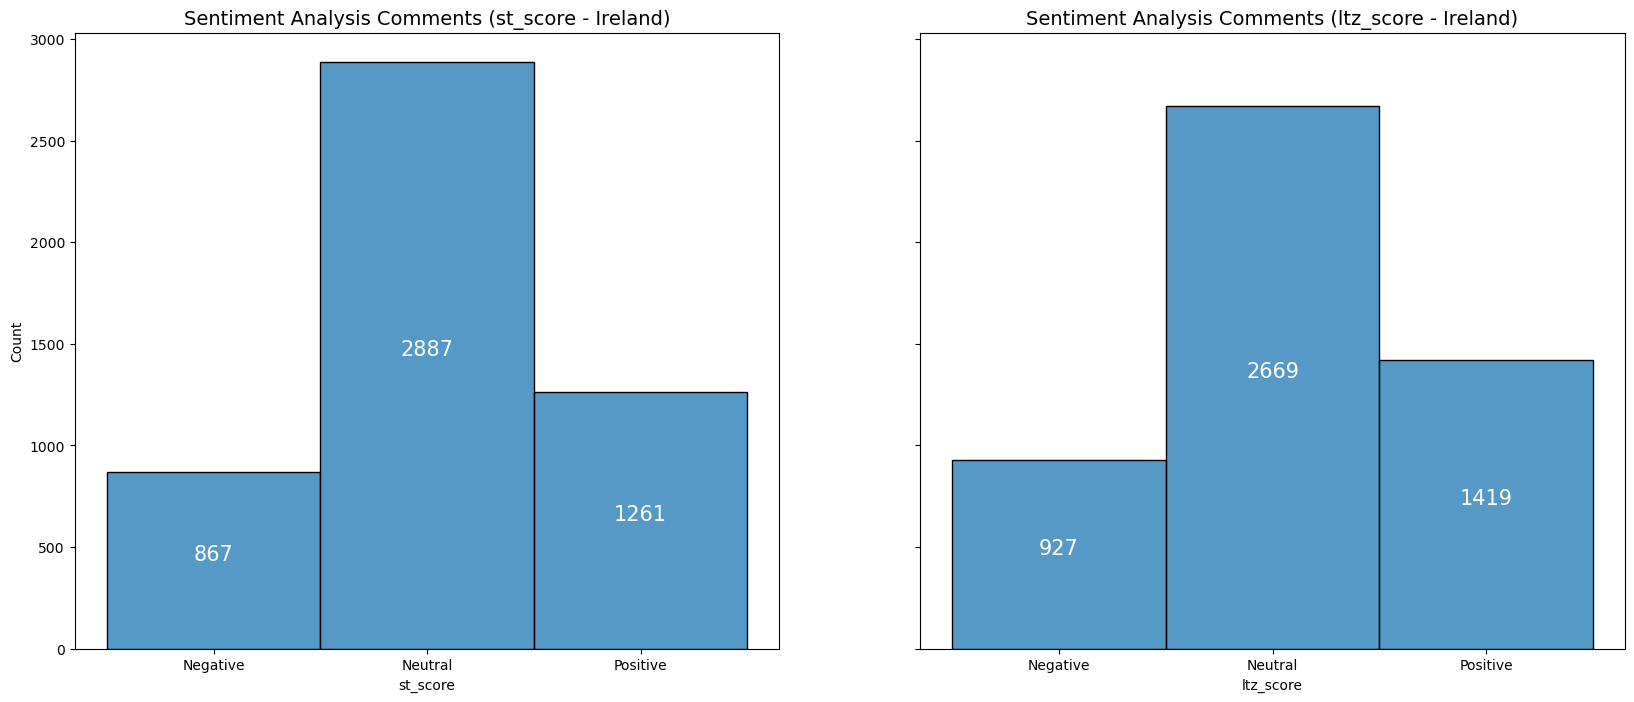 Sentiment Analysis Comments (st_score - Ireland)
3000
2500
2000
1500
1000
500
0
Count
867
2887
1261
Negative
Neutral
Positive
st_score
Sentiment Analysis Comments (ltz_score - Ireland)
927
2669
1419
Negative
Neutral
Positive
ltz_score